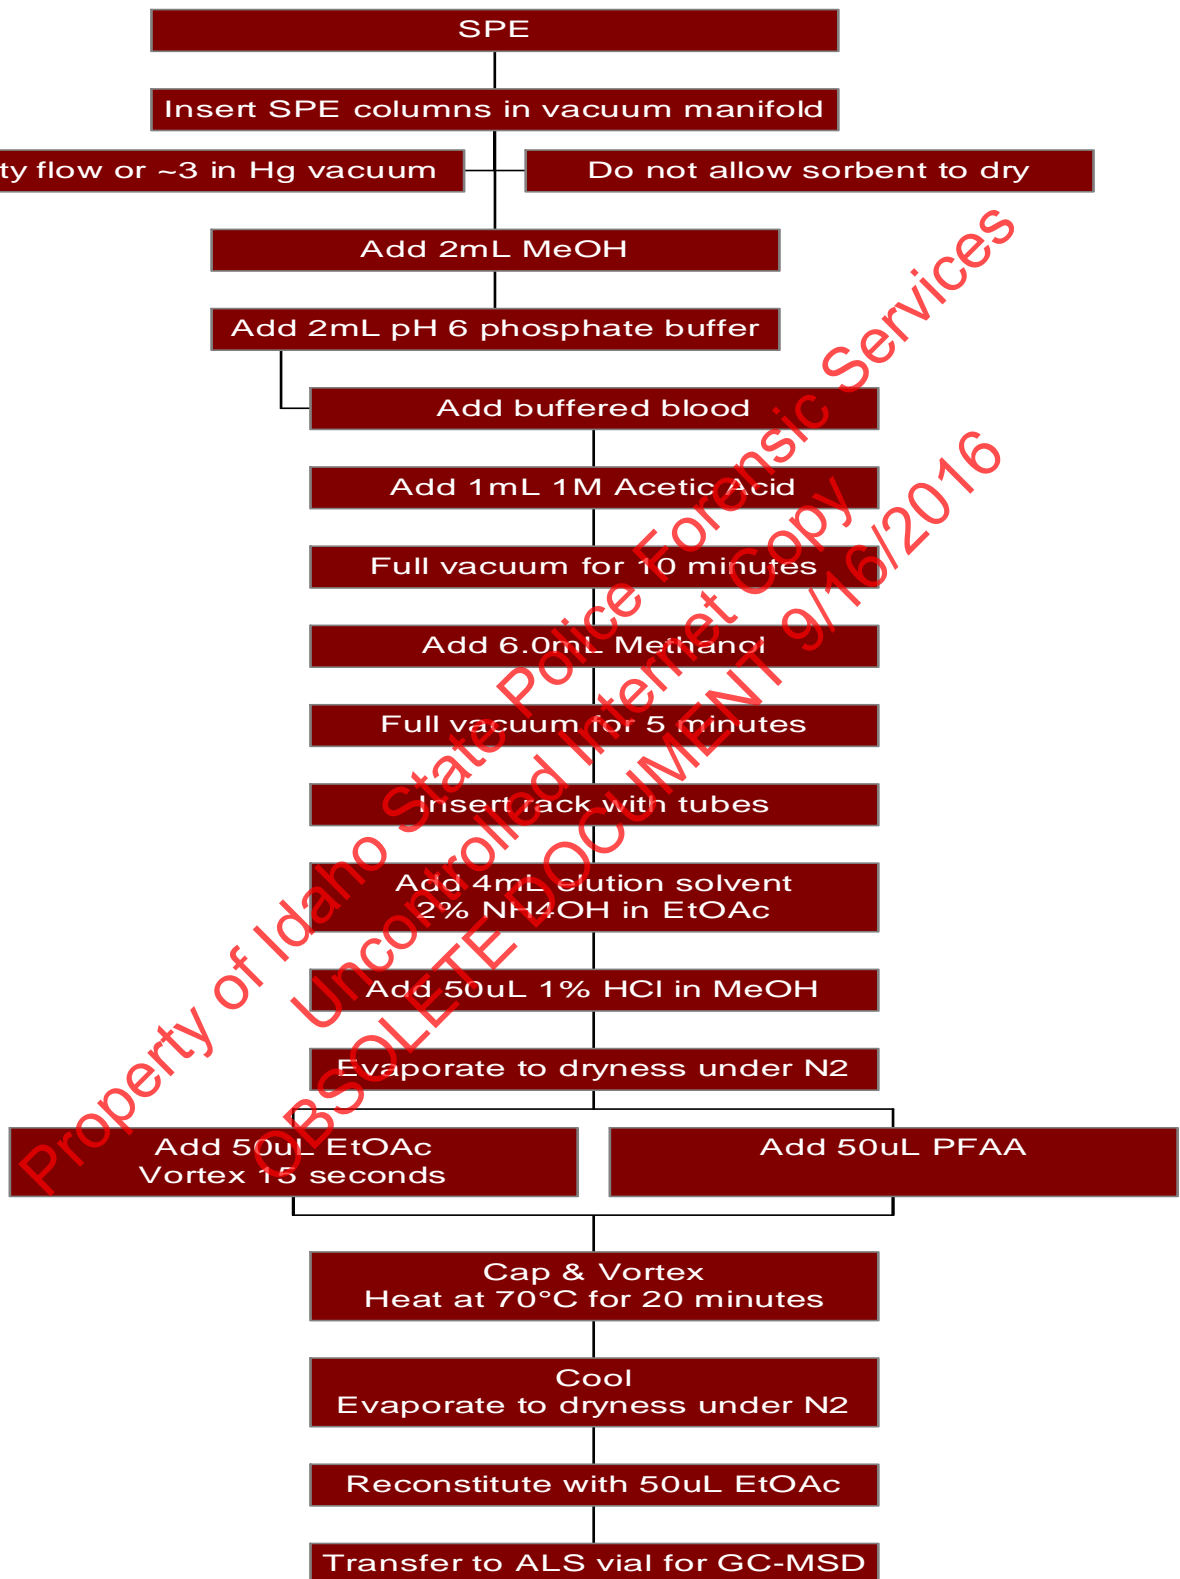 SPE
Insert SPE columns in vacuum manifold
flow or ~3 in Hg vacuum
Do not allow sorbent to dry
Add 2mL MeOH
Add 2mL pH 6 phosphate buffer
Add buffered blood
Add 1mL 1M Acetic Acid
Full vacuum for 10 minutes
Add 6.0mL Methanol
Full vacuum for 5 minutes
Insert rack with tubes
Add 4mL elution solvent
2% NH4OH in EtOAc
Add 50uL 1% HCl in MeOH
Evaporate to dryness under N2
Add 50uL EtOAc
Vortex 15 seconds
Add 50uL PFAA
Cap & Vortex
Heat at 70°C for 20 minutes
Cool
Evaporate to dryness under N2
Reconstitute with 50uL EtOAc
Transfer to ALS vial for GC-MSD
Property of Idaho State Police Forensic Services
Uncontrolled Internet Copy
OBSOLETE DOCUMENT 9/16/2016